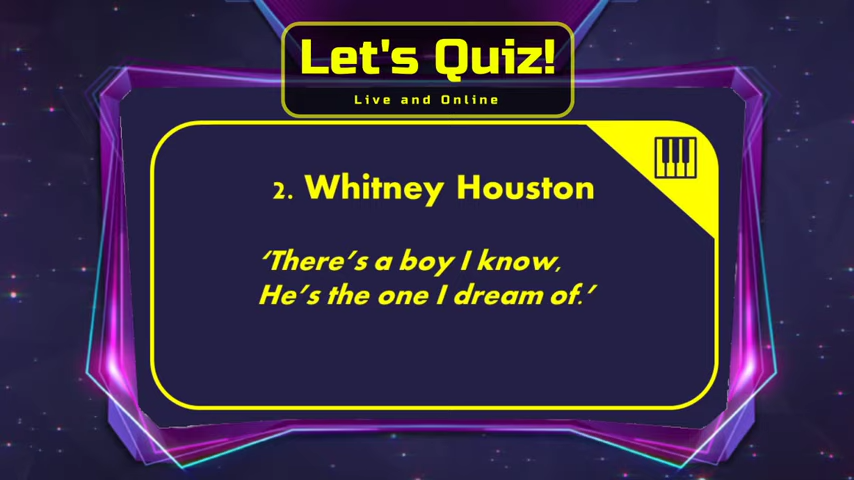 Let's Quiz!
Live and Online
2. Whitney Houston
‘There’s a boy I know,
He’s the one I dream of.’